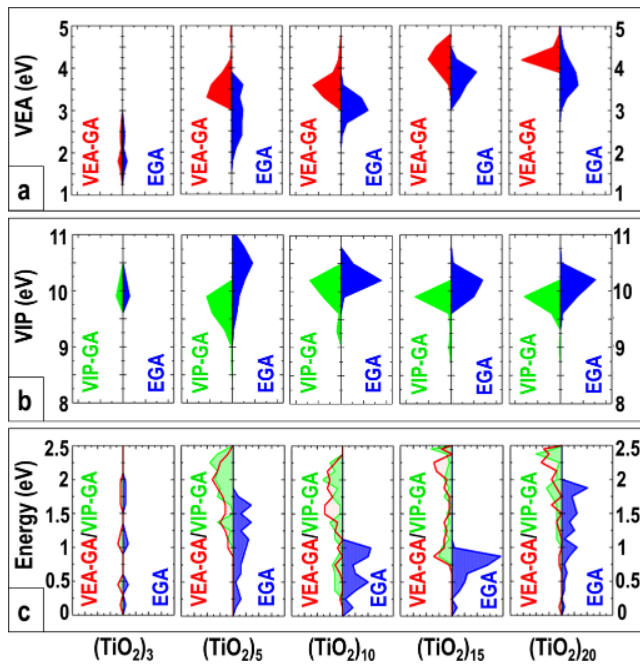 5 5
4 4
3 3
2 2
1 1
VEA (eV)
VEA-GA EGA VEA-GA EGA VEA-GA EGA VEA-GA EGA VEA-GA EGA
a
11 11
10 10
9 9
8 8
VIP (eV)
VIP-GA EGA VIP-GA EGA VIP-GA EGA VIP-GA EGA VIP-GA EGA
b
2.5 2.5
2 2
1.5 1.5
1 1
0.5 0.5
0 0
Energy (eV)
VEA-GA/VIP-GA EGA VEA-GA/VIP-GA EGA VEA-GA/VIP-GA EGA VEA-GA/VIP-GA EGA VEA-GA/VIP-GA EGA
c
(TiO₂)₃ (TiO₂)₅ (TiO₂)₁₀ (TiO₂)₁₅ (TiO₂)₂₀